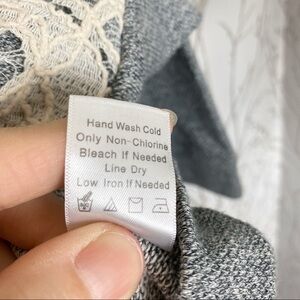 Hand Wash Cold
Only Non-Chlorine
Bleach If Needed
Line Dry
Low Iron If Needed